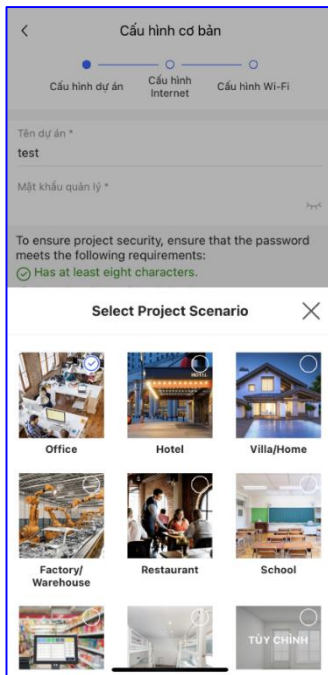 Cấu hình cơ bản
Cấu hình dự án
Cấu hình
Internet
Cấu hình Wi-Fi
Tên dự án *
test
Mật khẩu quản lý *
To ensure project security, ensure that the password
meets the following requirements:
Has at least eight characters.
Select Project Scenario
HOTEL
Office
Hotel
Villa/Home
Factory/
Warehouse
Restaurant
School
TÙY CHỈNH